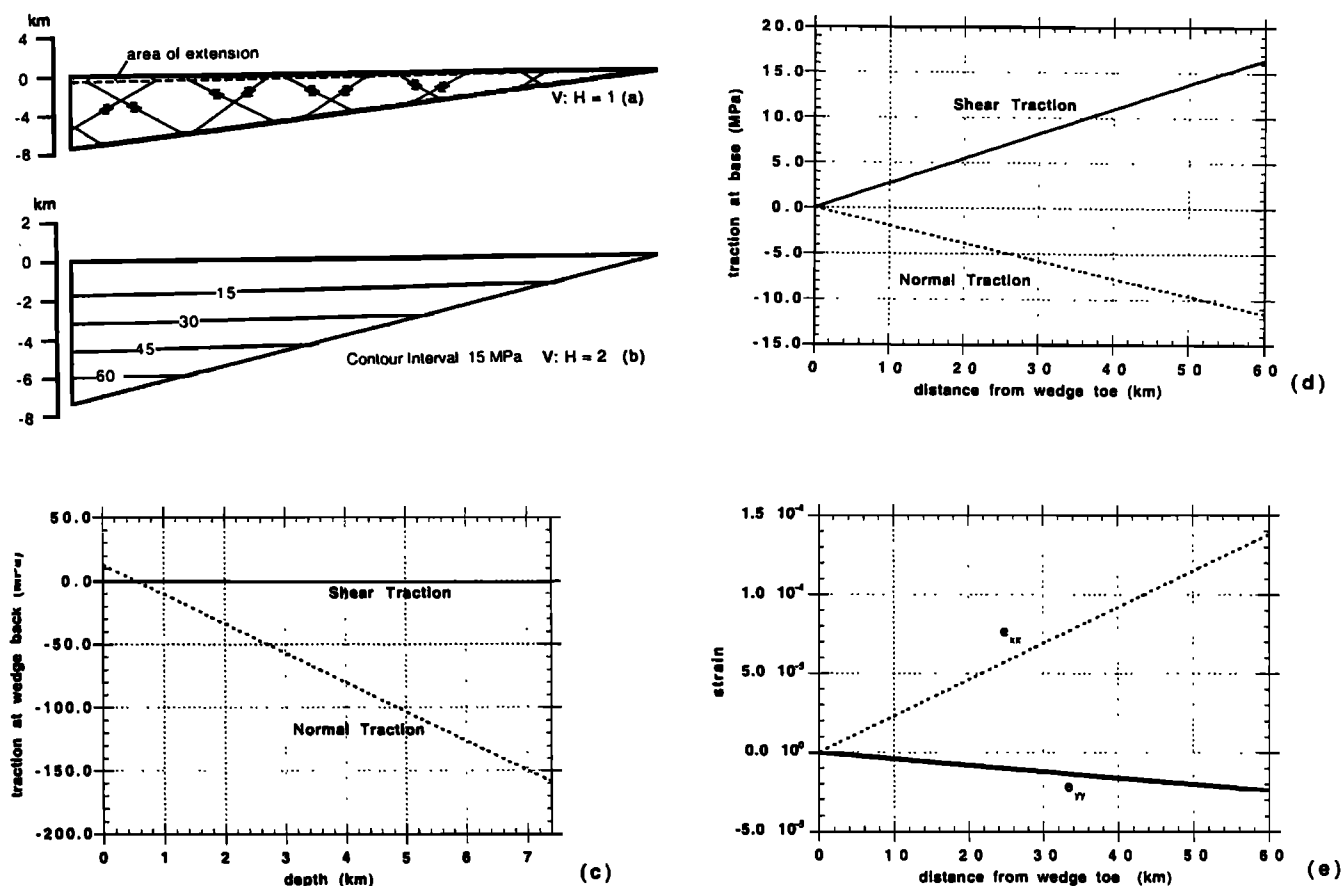 km
4
0
-4
-8
area of extension
V: H = 1 (a)
km
2
0
-2
-4
-6
-8
15
30
45
60
Contour Interval 15 MPa V: H = 2 (b)
traction at wedge back
50.0
0.0
-50.0
-100.0
-150.0
-200.0
Shear Traction
Normal Traction
0 1 2 3 4 5 6 7
depth (km)
(c)
traction at base (MPa)
20.0
15.0
10.0
5.0
0.0
-5.0
-10.0
-15.0
Shear Traction
Normal Traction
0 10 20 30 40 50 60
distance from wedge toe (km)
(d)
strain
1.5 10⁻⁴
1.0 10⁻⁴
5.0 10⁻⁵
0.0 10⁰
-5.0 10⁻⁵
e xx
e yy
0 10 20 30 40 50 60
distance from wedge toe (km)
(e)